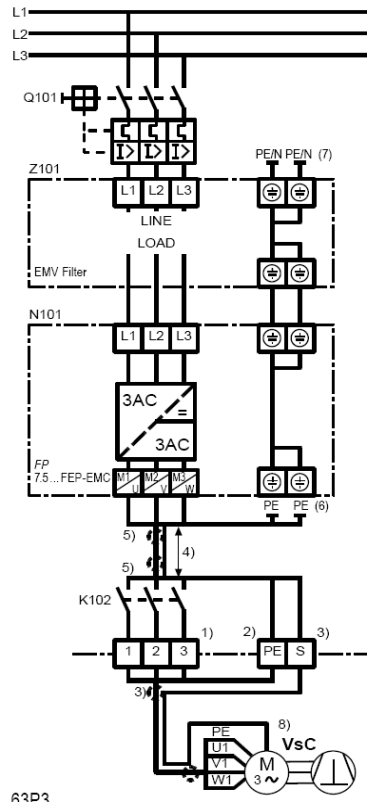 L1
L2
L3
Q101
I> I> I>
Z101
PE/N PE/N (7)
L1 L2 L3
LINE
LOAD
EMV Filter
N101
L1 L2 L3
3AC
=
3AC
FP
7.5...FEP-EMC
M1 U M2 V M3 W
PE PE (6)
5)
4)
5)
K102
1) 2) 3)
1 2 3 PE S
3)
8)
PE
U1
V1
W1
M
3~
VsC
63P3